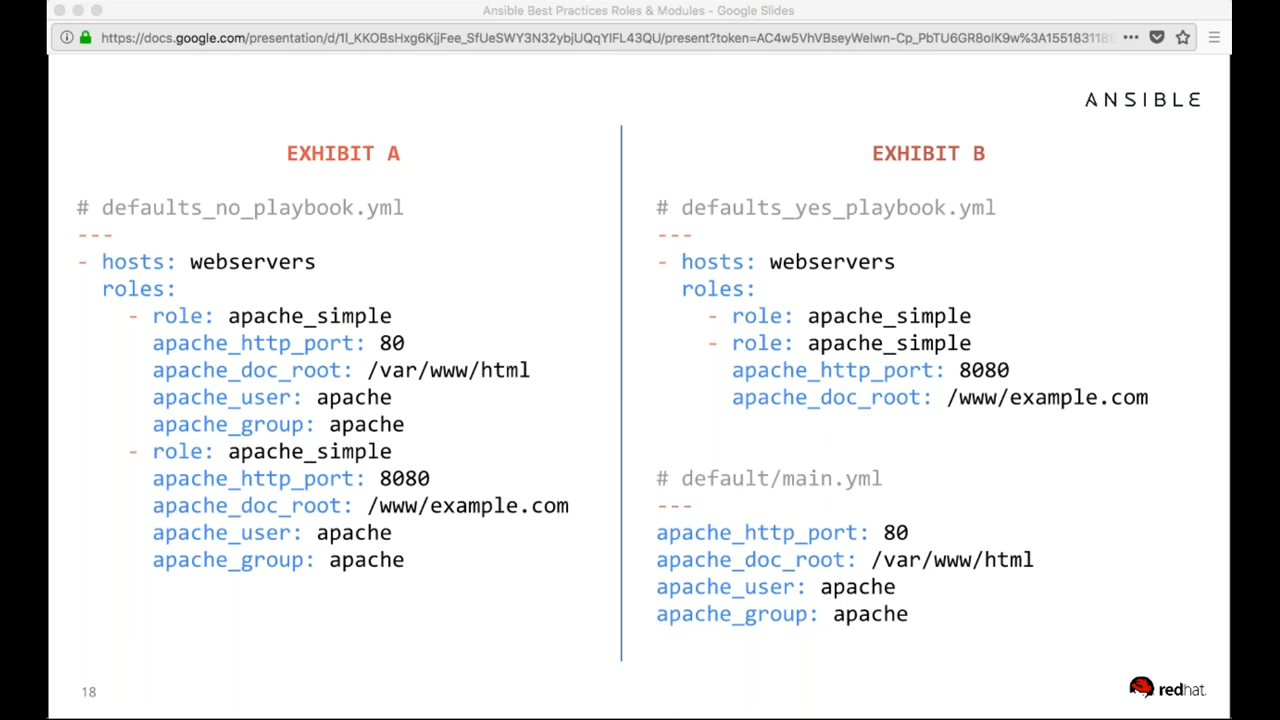 Ansible Best Practices Roles & Modules - Google Slides
ANSIBLE
EXHIBIT A
# defaults_no_playbook.yml
---
- hosts: webservers
roles:
- role: apache_simple
apache_http_port: 80
apache_doc_root: /var/www/html
apache_user: apache
apache_group: apache
- role: apache_simple
apache_http_port: 8080
apache_doc_root: /www/example.com
apache_user: apache
apache_group: apache
EXHIBIT B
# defaults_yes_playbook.yml
---
- hosts: webservers
roles:
- role: apache_simple
- role: apache_simple
apache_http_port: 8080
apache_doc_root: /www/example.com
# default/main.yml
---
apache_http_port: 80
apache_doc_root: /var/www/html
apache_user: apache
apache_group: apache
18
redhat.